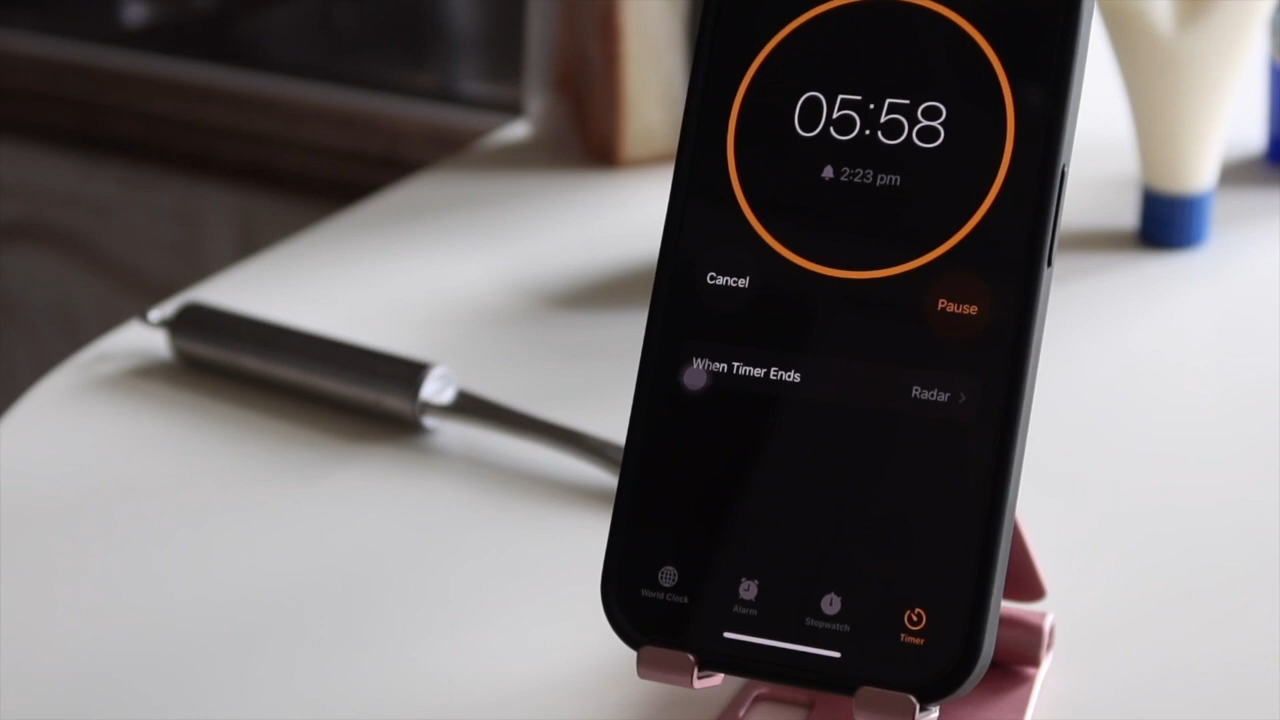 05:58
2:23 pm
Cancel
Pause
When Timer Ends
Radar
World Clock
Alarm
Stopwatch
Timer